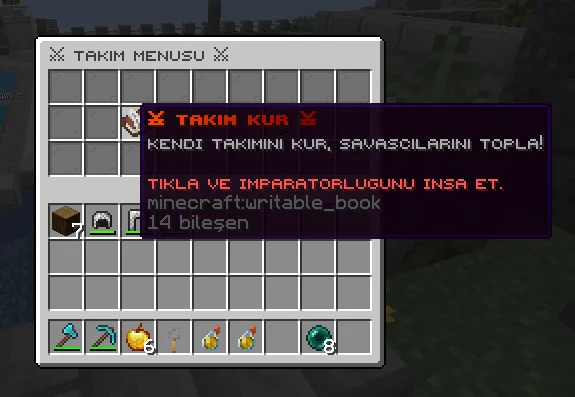 ⚔ TAKIM MENUSU ⚔
⚔ TAKIM KUR ⚔
KENDI TAKIMINI KUR, SAVASCILARINI TOPLA!
TIKLA VE IMPARATORLUGUNU INSA ET.
minecraft:writable_book
14 bileşen
7
6
8